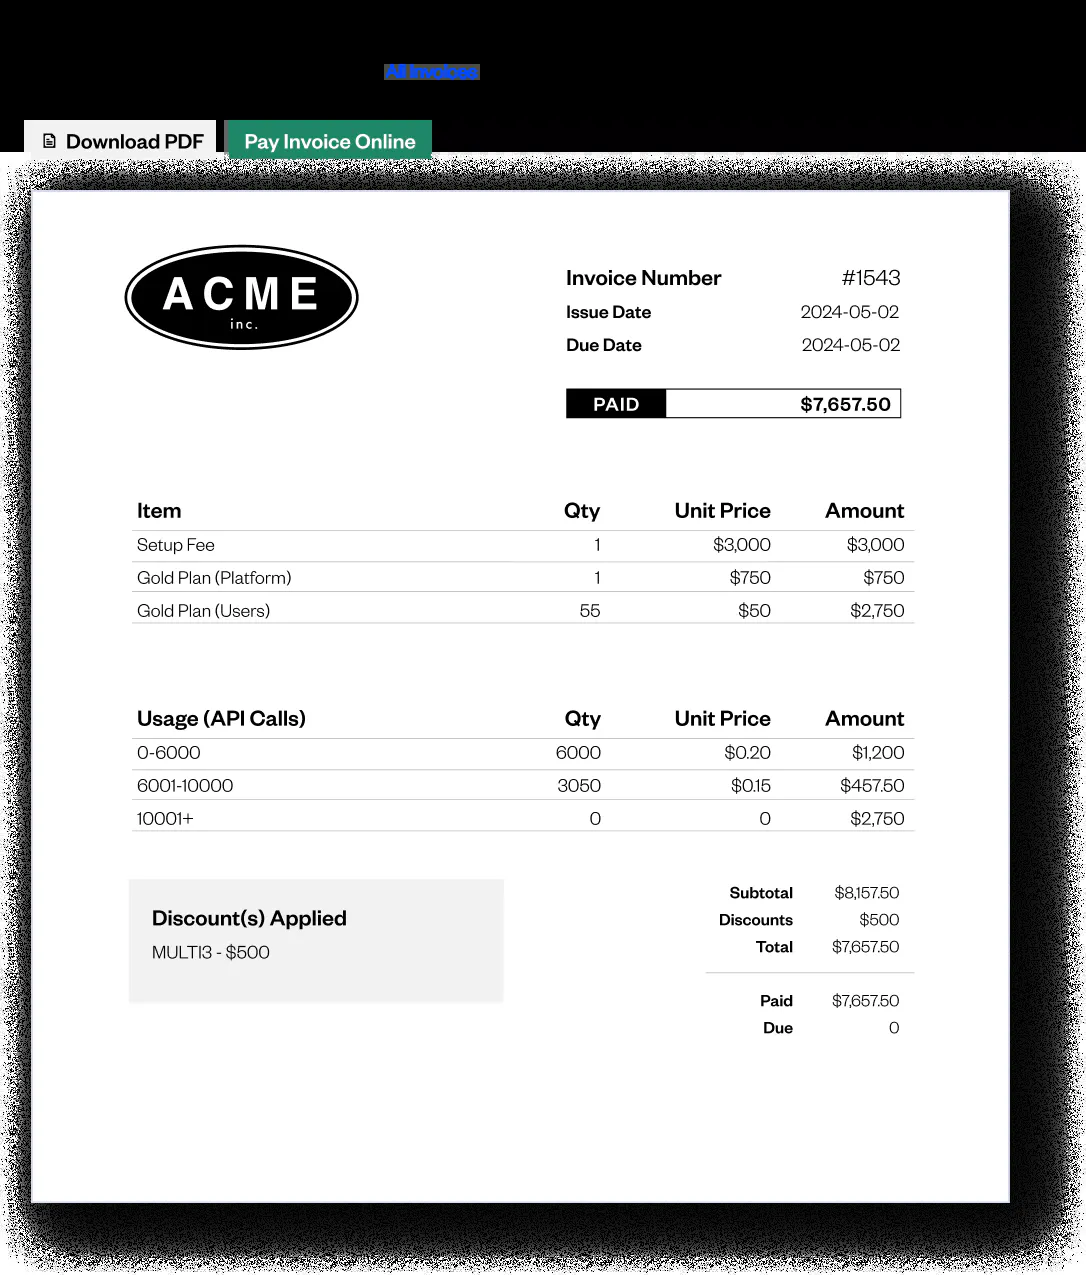 All Invoices
Download PDF Pay Invoice Online
ACME
inc.
Invoice Number #1543
Issue Date 2024-05-02
Due Date 2024-05-02
PAID $7,657.50
Item Qty Unit Price Amount
Setup Fee 1 $3,000 $3,000
Gold Plan (Platform) 1 $750 $750
Gold Plan (Users) 55 $50 $2,750
Usage (API Calls) Qty Unit Price Amount
0-6000 6000 $0.20 $1,200
6001-10000 3050 $0.15 $457.50
10001+ 0 0 $2,750
Discount(s) Applied
MULTI3 - $500
Subtotal $8,157.50
Discounts $500
Total $7,657.50
Paid $7,657.50
Due 0